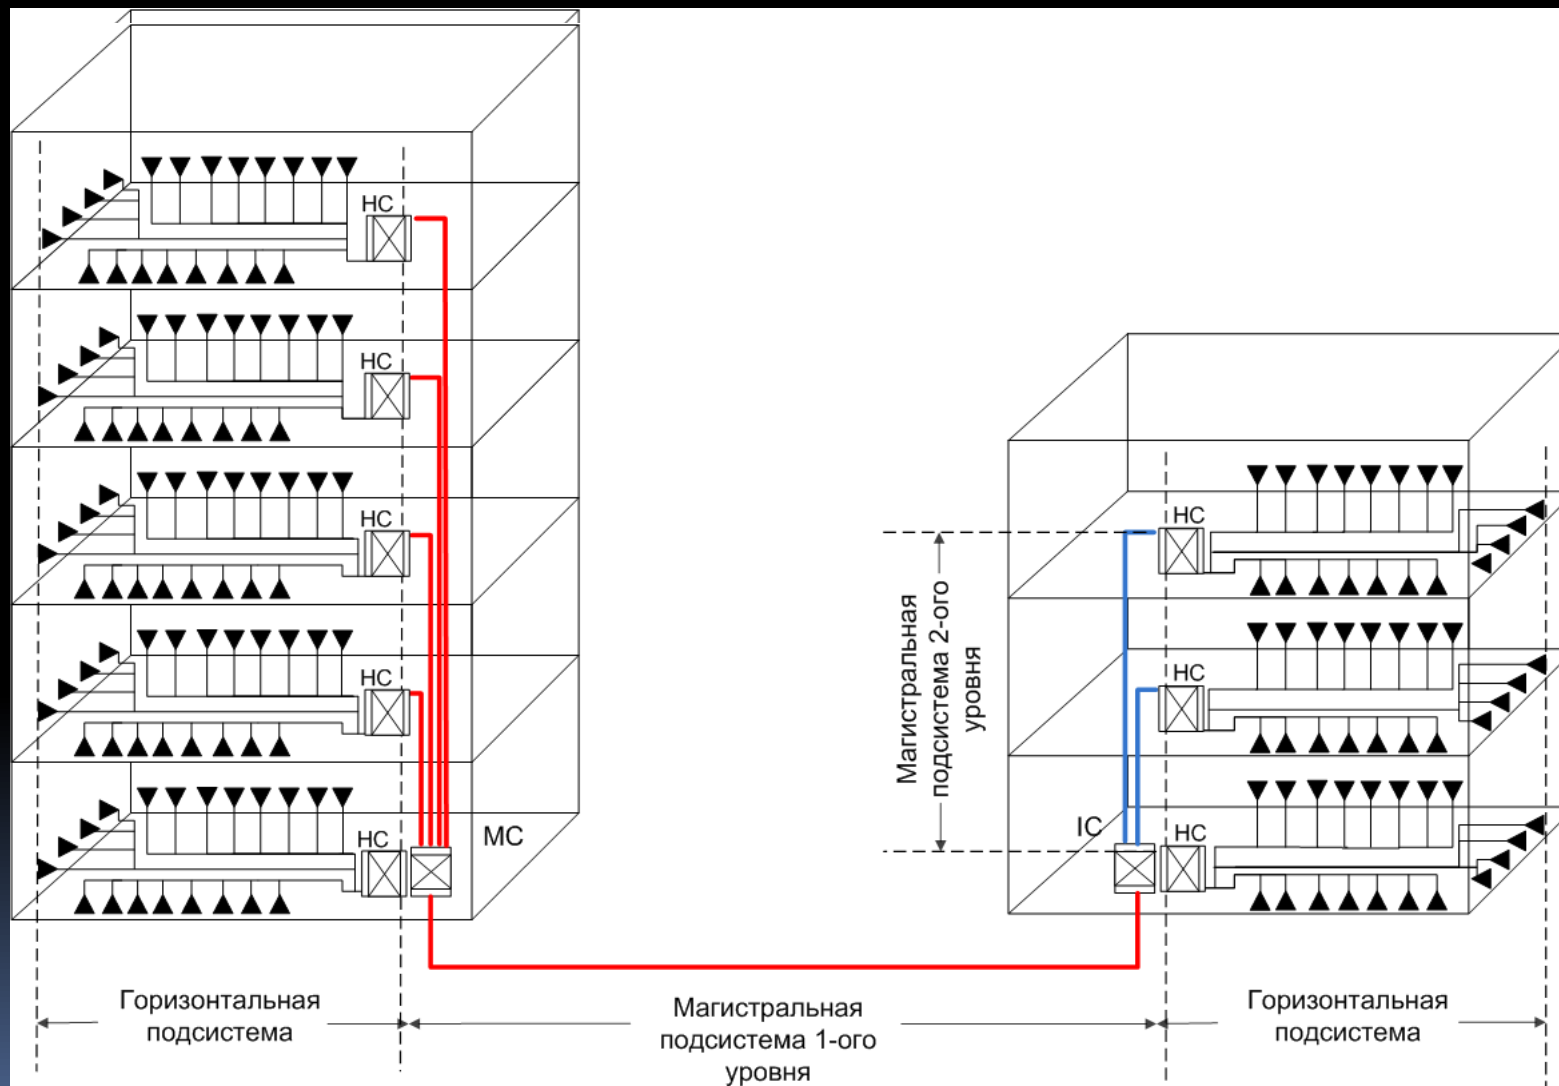 НС
НС
НС
НС
НС
МС
НС
НС
IC
НС
Магистральная
подсистема 2-ого
уровня
Горизонтальная
подсистема
Магистральная
подсистема 1-ого
уровня
Горизонтальная
подсистема